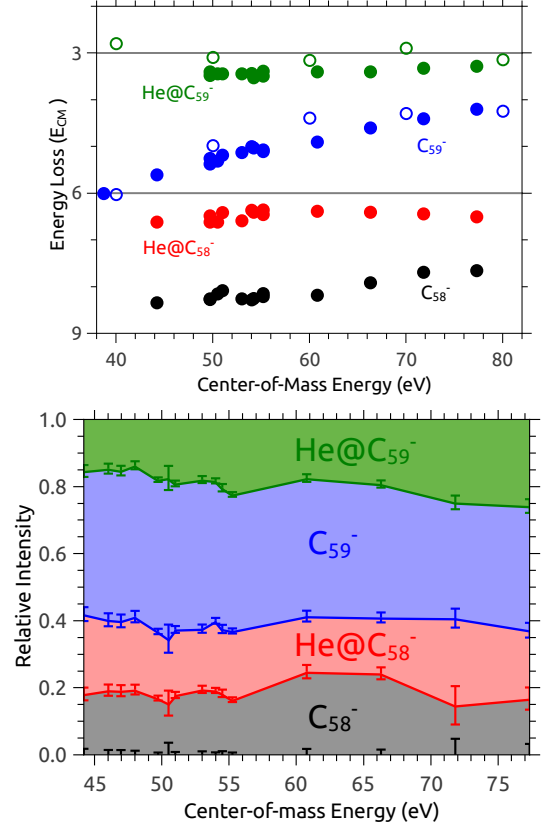 3
6
9
Energy Loss (E_CM)
He@C₅₉⁻
C₅₉⁻
He@C₅₈⁻
C₅₈⁻
40 50 60 70 80
Center-of-Mass Energy (eV)
1.0
0.8
0.6
0.4
0.2
0.0
Relative Intensity
He@C₅₉⁻
C₅₉⁻
He@C₅₈⁻
C₅₈⁻
45 50 55 60 65 70 75
Center-of-mass Energy (eV)